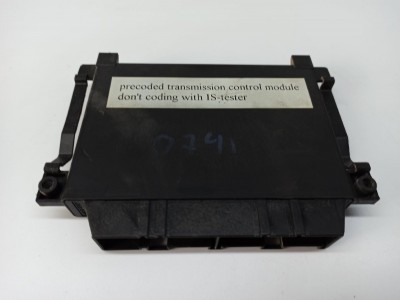 precoded transmission control module
don't coding with IS-tester